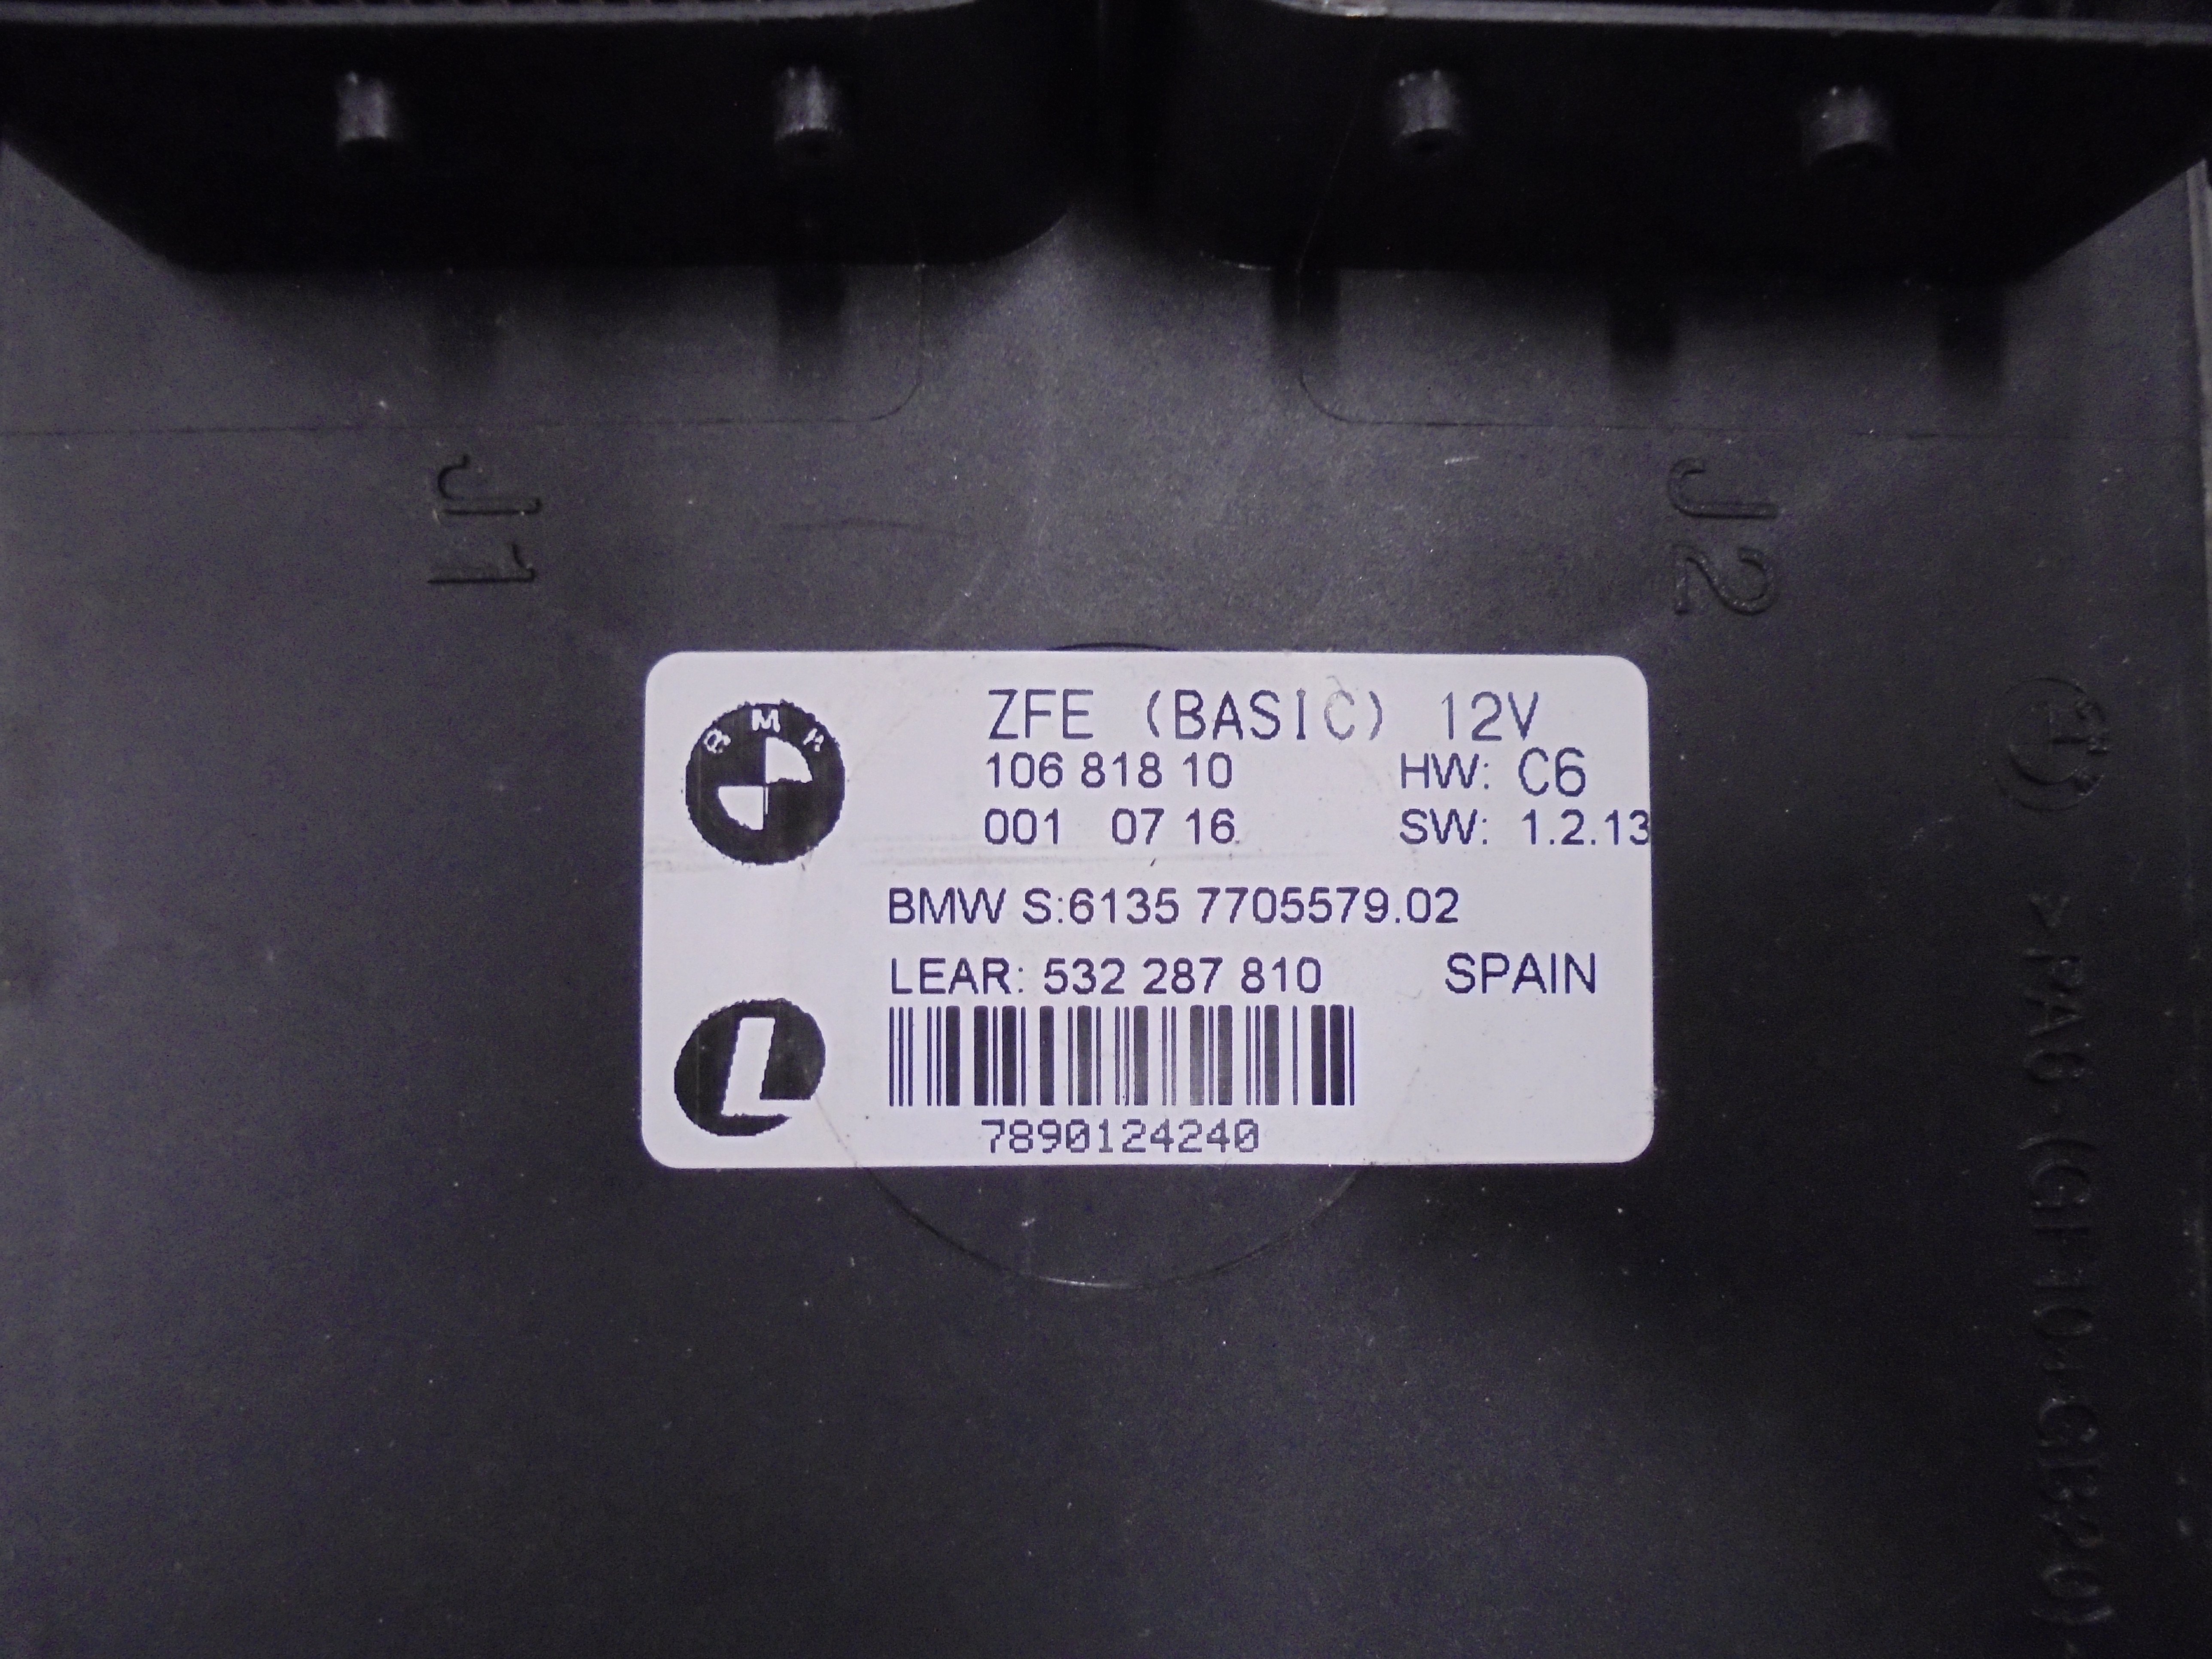 J1
J2
BMW
ZFE (BASIC) 12V
106 818 10 HW: C6
001 07 16 SW: 1.2.13
BMW S:6135 7705579.02
LEAR: 532 287 810 SPAIN
L
7890124240